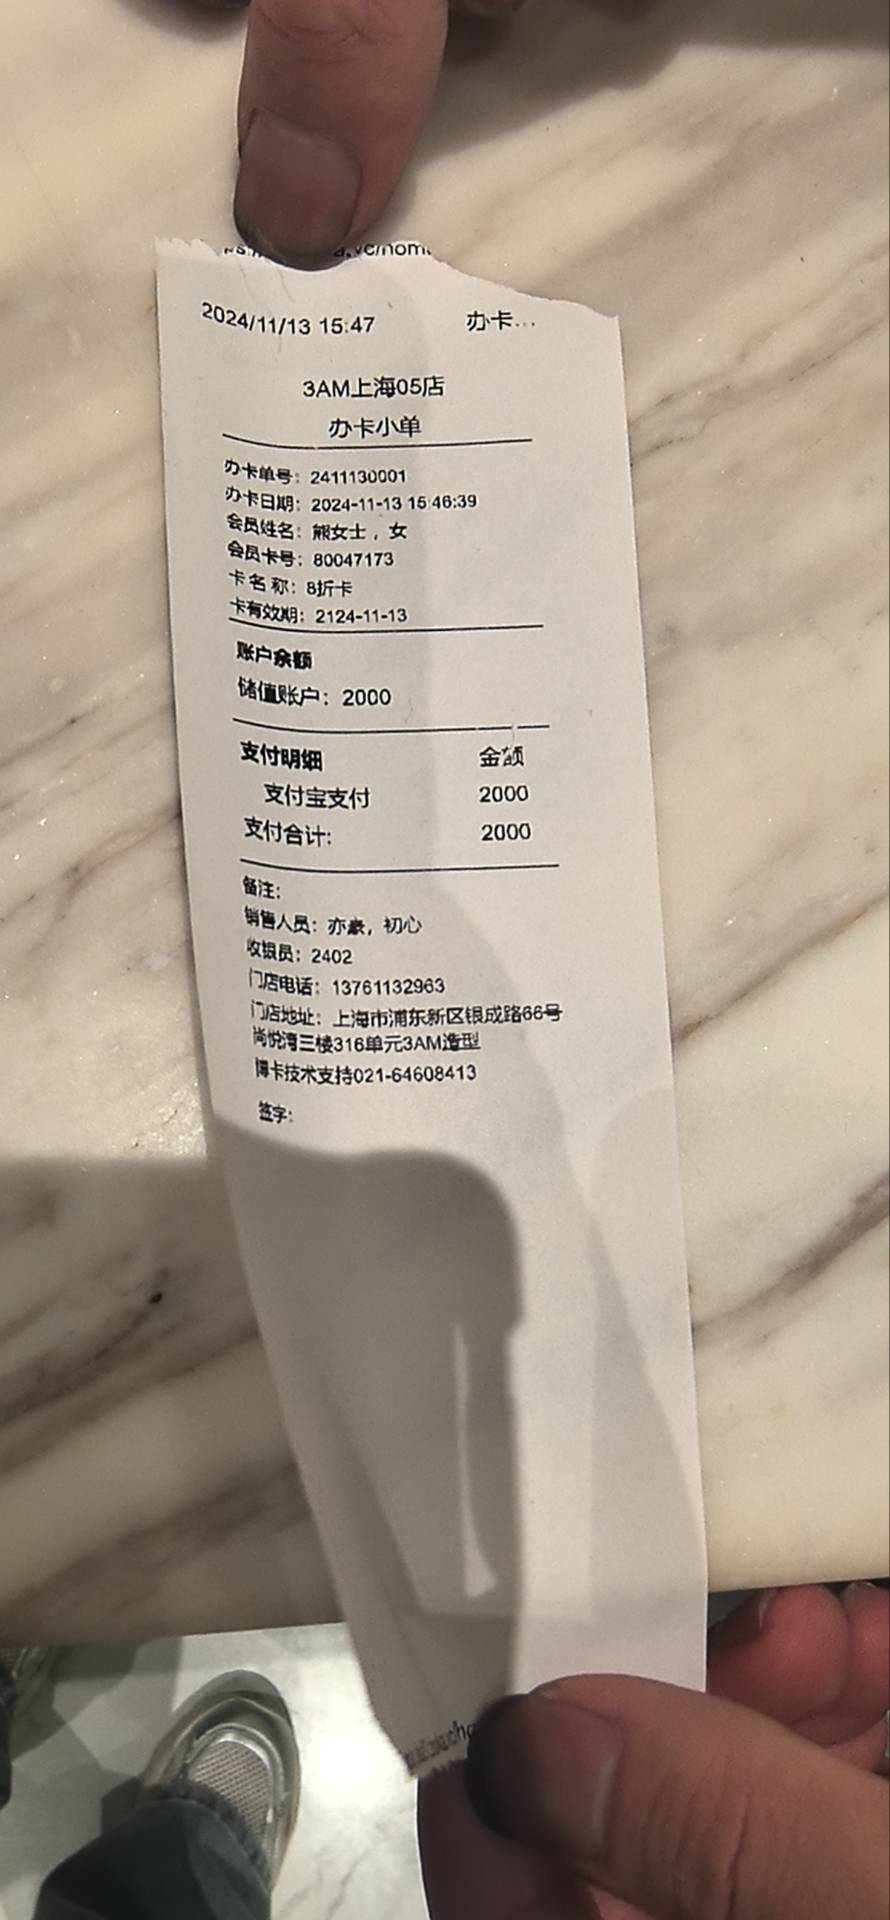 2024/11/13 15:47 办卡...
3AM上海05店
办卡小单
办卡单号：2411130001
办卡日期：2024-11-13 15:46:39
会员姓名：熊女士，女
会员卡号：80047173
卡 名 称：8折卡
卡有效期：2124-11-13
账户余额
储值账户：2000
支付明细 金额
支付宝支付 2000
支付合计: 2000
备注:
销售人员：亦豪，初心
收银员：2402
门店电话：13761132963
门店地址：上海市浦东新区银成路66号
尚悦湾三楼316单元3AM造型
博卡技术支持021-64608413
签字: